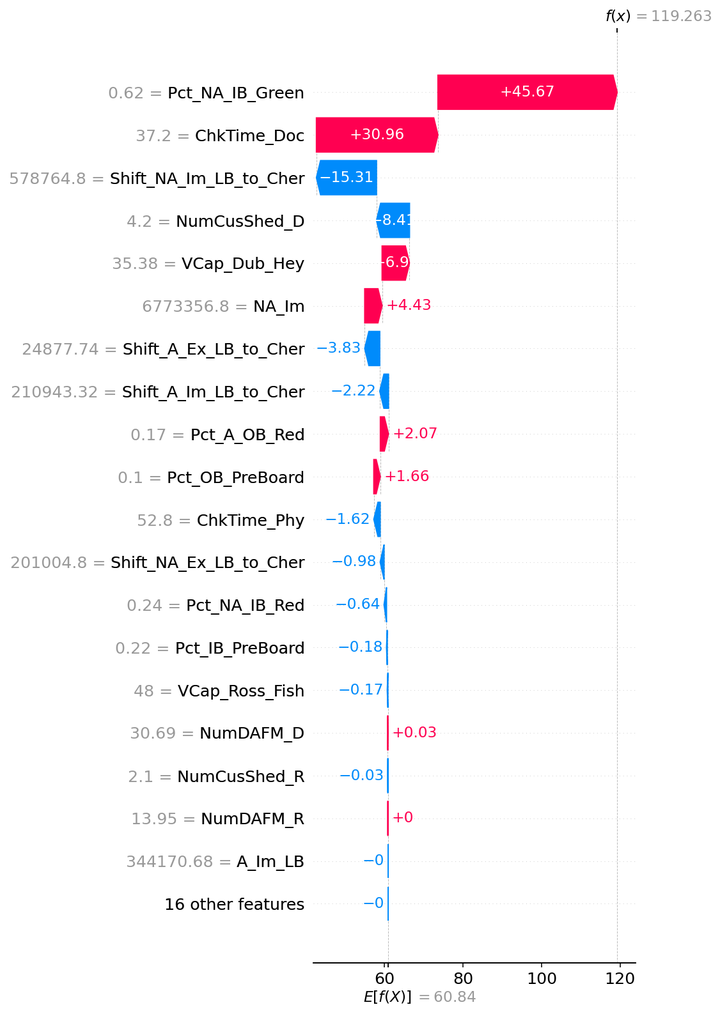 f(x) = 119.263
0.62 = Pct_NA_IB_Green +45.67
37.2 = ChkTime_Doc +30.96
578764.8 = Shift_NA_Im_LB_to_Cher −15.31
4.2 = NumCusShed_D −8.41
35.38 = VCap_Dub_Hey
6773356.8 = NA_Im +4.43
24877.74 = Shift_A_Ex_LB_to_Cher −3.83
210943.32 = Shift_A_Im_LB_to_Cher −2.22
0.17 = Pct_A_OB_Red +2.07
0.1 = Pct_OB_PreBoard +1.66
52.8 = ChkTime_Phy −1.62
201004.8 = Shift_NA_Ex_LB_to_Cher −0.98
0.24 = Pct_NA_IB_Red −0.64
0.22 = Pct_IB_PreBoard −0.18
48 = VCap_Ross_Fish −0.17
30.69 = NumDAFM_D +0.03
2.1 = NumCusShed_R −0.03
13.95 = NumDAFM_R +0
344170.68 = A_Im_LB −0
16 other features −0
60 80 100 120
E[f(X)] = 60.84